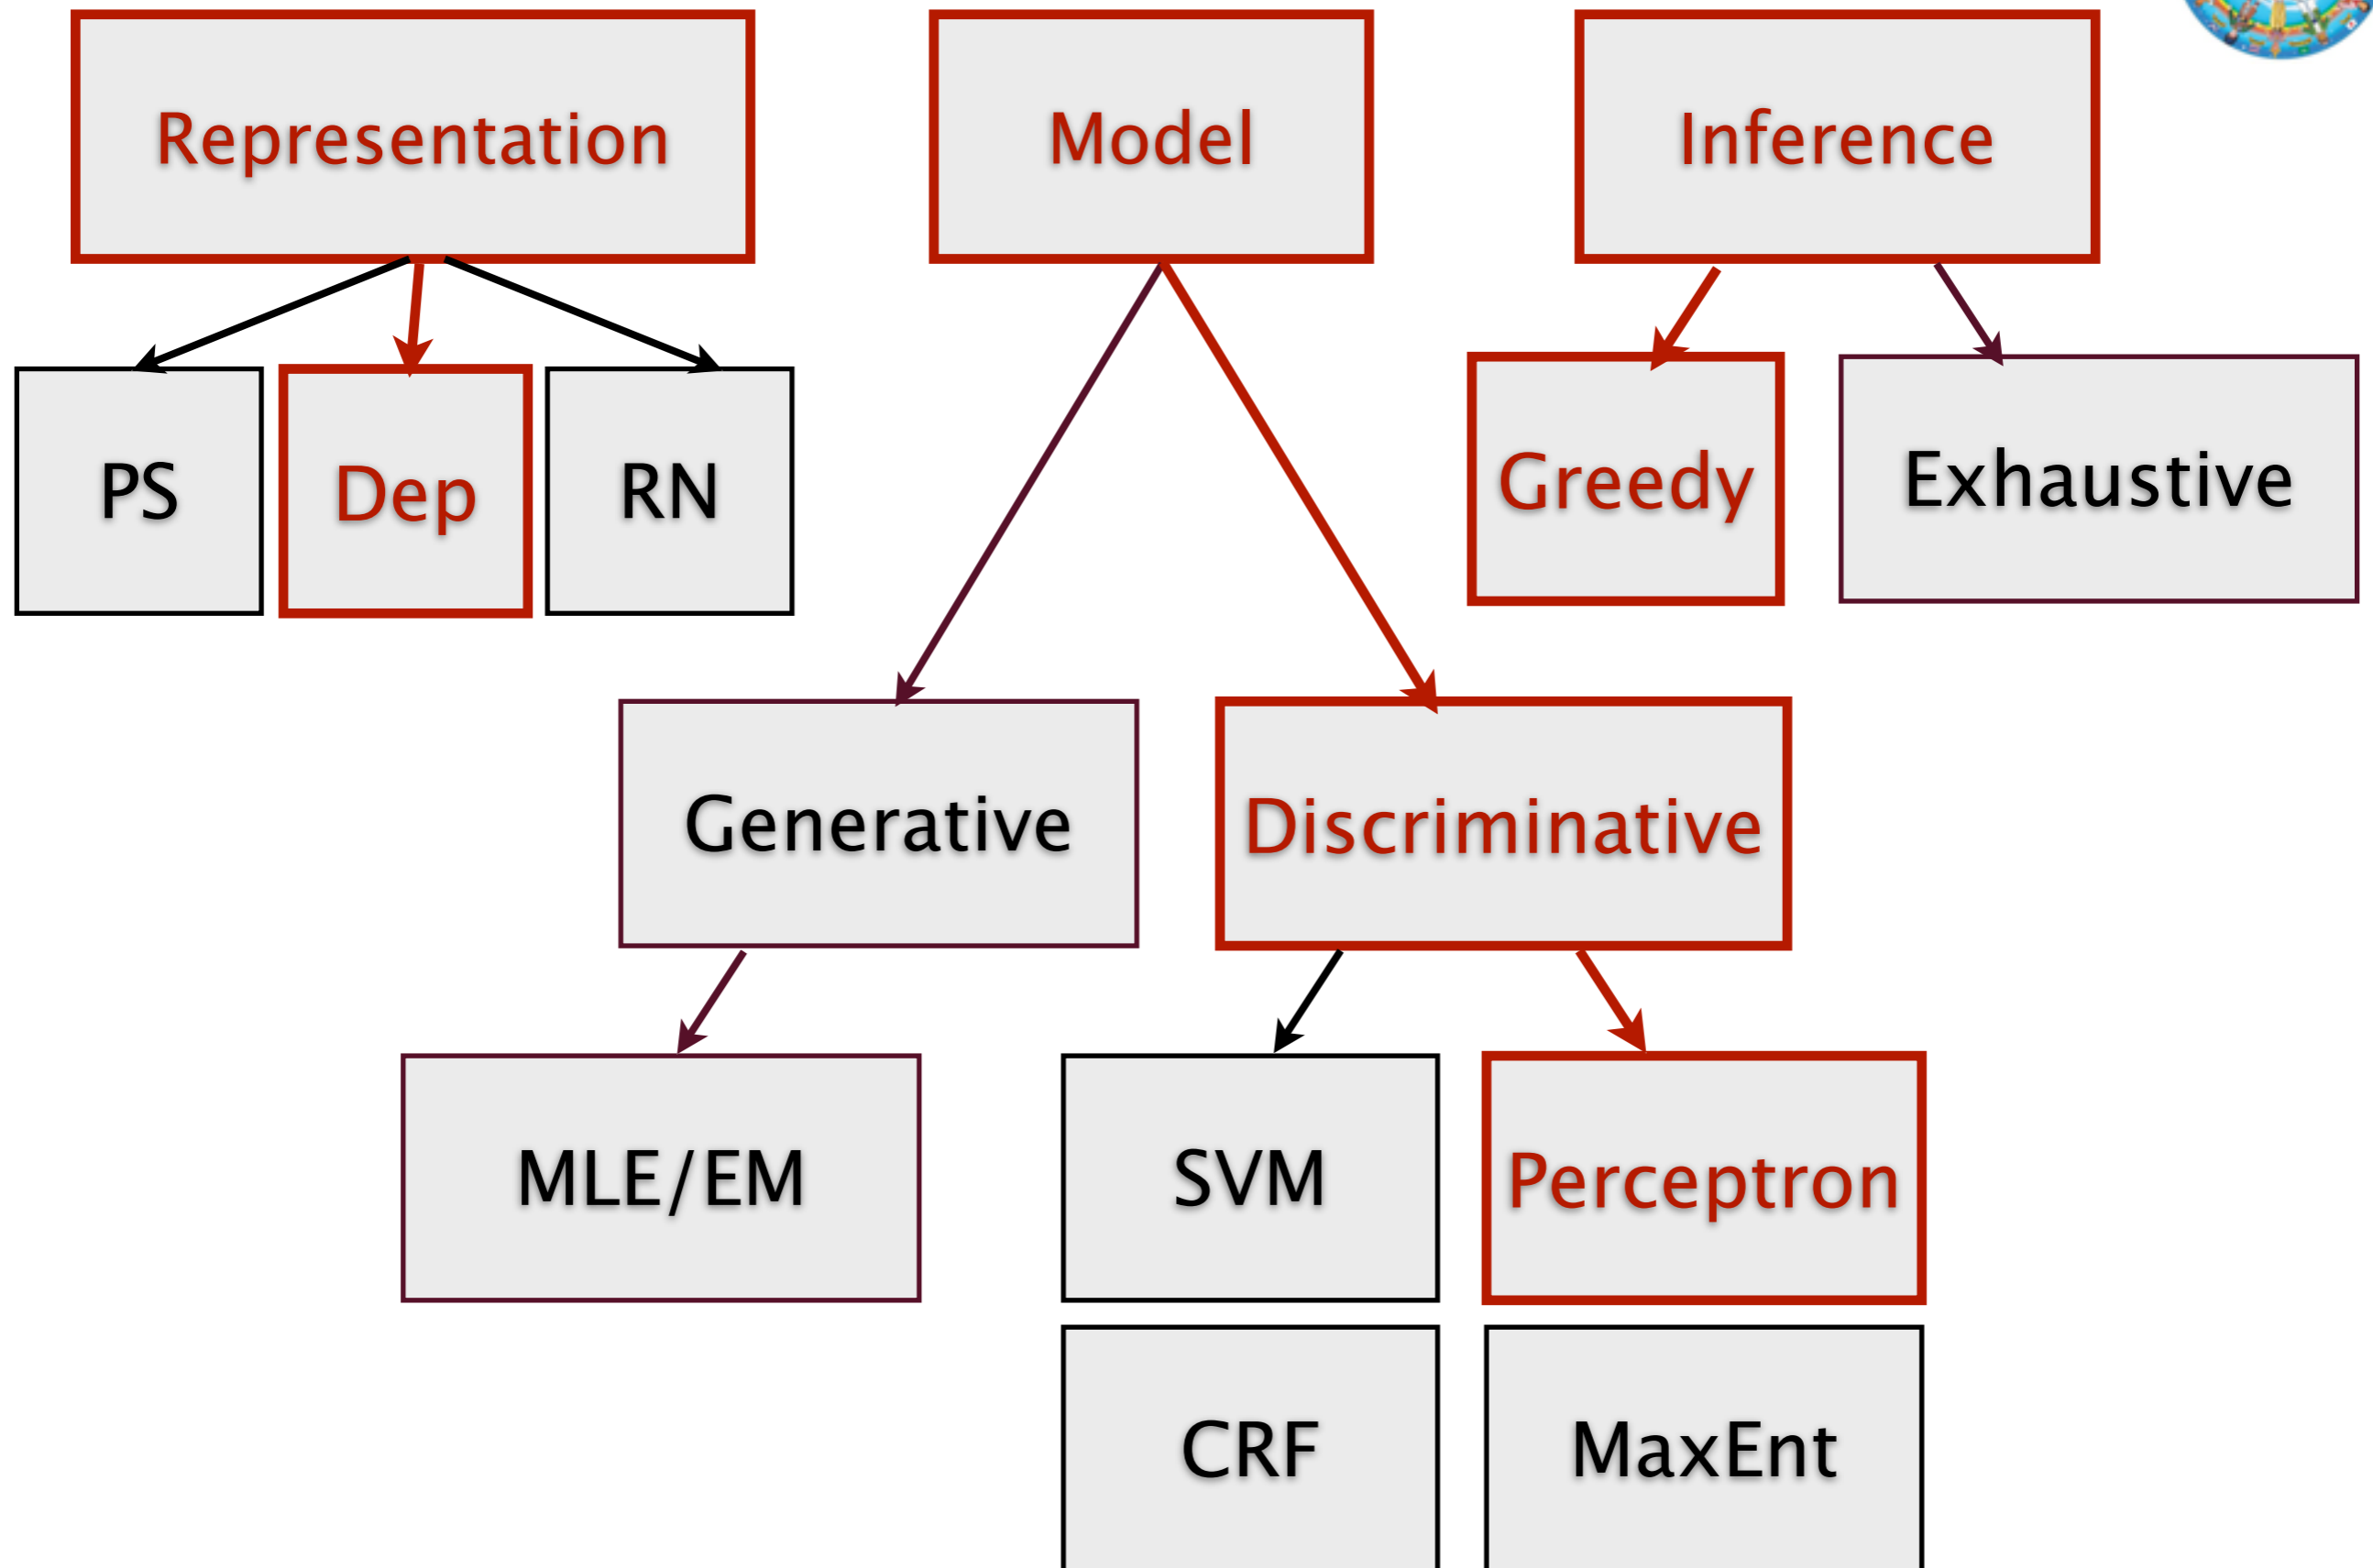 Representation
Model
Inference
PS
Dep
RN
Greedy
Exhaustive
Generative
Discriminative
MLE/EM
SVM
Perceptron
CRF
MaxEnt